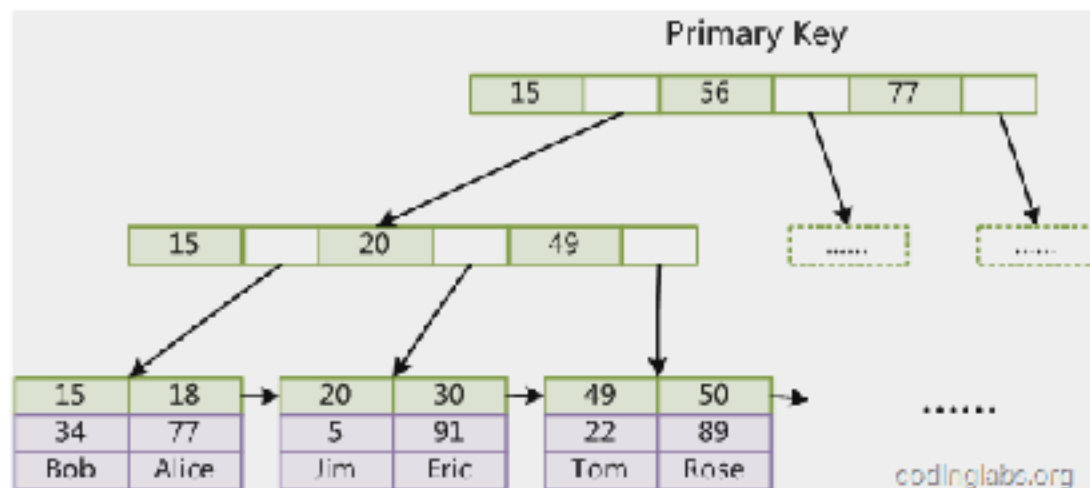 Primary Key
15 56 77
15 20 49 ...... ......
15 18 20 30 49 50
34 77 5 91 22 89 ......
Bob Alice Jim Eric Tom Rose
codinglabs.org